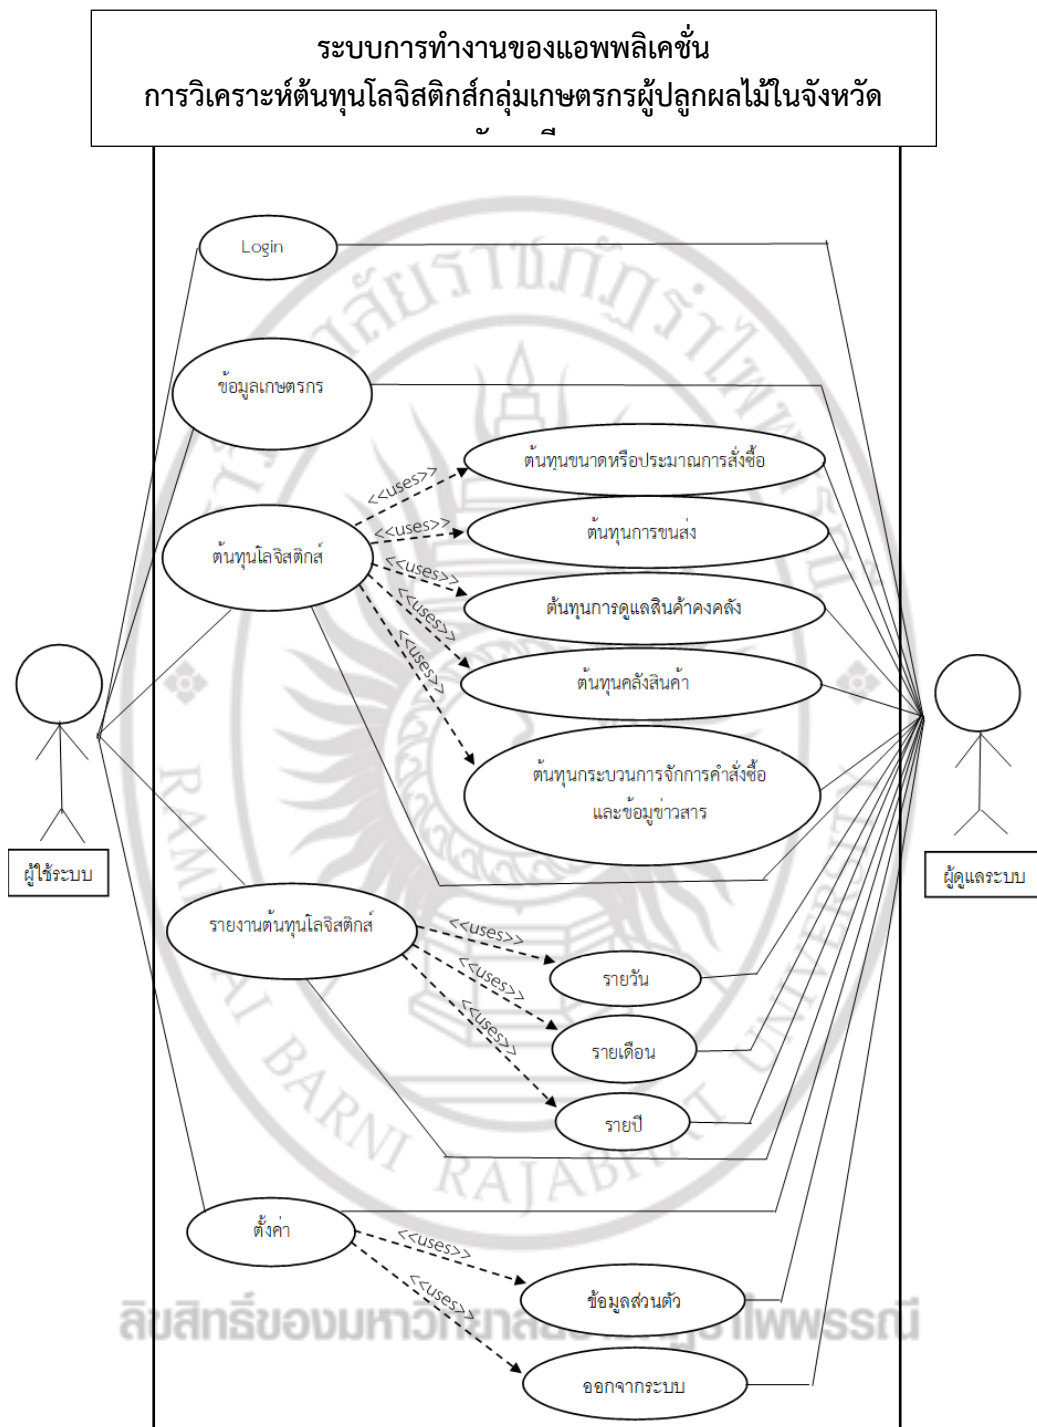 ระบบการทำงานของแอพพลิเคชั่น
การวิเคราะห์ต้นทุนโลจิสติกส์กลุ่มเกษตรกรผู้ปลูกผลไม้ในจังหวัด
Login
ข้อมูลเกษตรกร
ต้นทุนขนาดหรือประมาณการสั่งซื้อ
<<uses>>
<<uses>>
ต้นทุนการขนส่ง
ต้นทุนโลจิสติกส์
<<uses>>
<<uses>>
ต้นทุนการดูแลสินค้าคงคลัง
<<uses>>
ต้นทุนคลังสินค้า
ต้นทุนกระบวนการจักการคำสั่งซื้อ
และข้อมูข่าวสาร
ผู้ใช้ระบบ
ผู้ดูแลระบบ
รายงานต้นทุนโลจิสติกส์
<<uses>>
<<uses>>
รายวัน
<<uses>>
รายเดือน
รายปี
ตั้งค่า
<<uses>>
<<uses>>
ข้อมูลส่วนตัว
ออกจากระบบ
RAMBHAI BARNI RAJABHAT UNIVERSITY